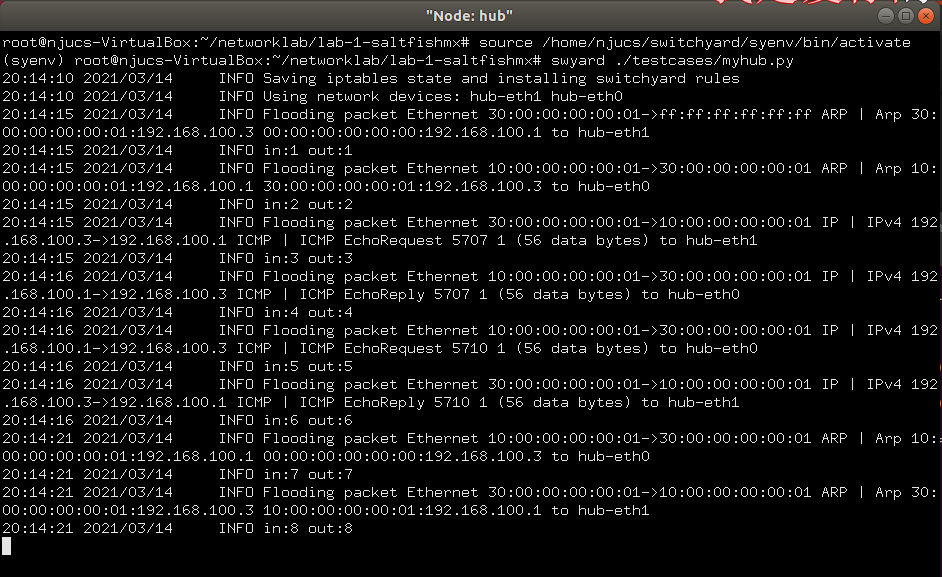 "Node: hub"
root@njucs-VirtualBox:~/networklab/lab-1-saltfishmx# source /home/njucs/switchyard/syenv/bin/activate
(syenv) root@njucs-VirtualBox:~/networklab/lab-1-saltfishmx# swyard ./testcases/myhub.py
20:14:10 2021/03/14     INFO Saving iptables state and installing switchyard rules
20:14:10 2021/03/14     INFO Using network devices: hub-eth1 hub-eth0
20:14:15 2021/03/14     INFO Flooding packet Ethernet 30:00:00:00:00:01->ff:ff:ff:ff:ff:ff ARP | Arp 30:
00:00:00:00:01:192.168.100.3 00:00:00:00:00:00:192.168.100.1 to hub-eth1
20:14:15 2021/03/14     INFO in:1 out:1
20:14:15 2021/03/14     INFO Flooding packet Ethernet 10:00:00:00:00:01->30:00:00:00:00:01 ARP | Arp 10:
00:00:00:00:01:192.168.100.1 30:00:00:00:00:01:192.168.100.3 to hub-eth0
20:14:15 2021/03/14     INFO in:2 out:2
20:14:15 2021/03/14     INFO Flooding packet Ethernet 30:00:00:00:00:01->10:00:00:00:00:01 IP | IPv4 192
.168.100.3->192.168.100.1 ICMP | ICMP EchoRequest 5707 1 (56 data bytes) to hub-eth1
20:14:15 2021/03/14     INFO in:3 out:3
20:14:16 2021/03/14     INFO Flooding packet Ethernet 10:00:00:00:00:01->30:00:00:00:00:01 IP | IPv4 192
.168.100.1->192.168.100.3 ICMP | ICMP EchoReply 5707 1 (56 data bytes) to hub-eth0
20:14:16 2021/03/14     INFO in:4 out:4
20:14:16 2021/03/14     INFO Flooding packet Ethernet 10:00:00:00:00:01->30:00:00:00:00:01 IP | IPv4 192
.168.100.1->192.168.100.3 ICMP | ICMP EchoRequest 5710 1 (56 data bytes) to hub-eth0
20:14:16 2021/03/14     INFO in:5 out:5
20:14:16 2021/03/14     INFO Flooding packet Ethernet 30:00:00:00:00:01->10:00:00:00:00:01 IP | IPv4 192
.168.100.3->192.168.100.1 ICMP | ICMP EchoReply 5710 1 (56 data bytes) to hub-eth1
20:14:16 2021/03/14     INFO in:6 out:6
20:14:21 2021/03/14     INFO Flooding packet Ethernet 10:00:00:00:00:01->30:00:00:00:00:01 ARP | Arp 10:
00:00:00:00:01:192.168.100.1 00:00:00:00:00:00:192.168.100.3 to hub-eth0
20:14:21 2021/03/14     INFO in:7 out:7
20:14:21 2021/03/14     INFO Flooding packet Ethernet 30:00:00:00:00:01->10:00:00:00:00:01 ARP | Arp 30:
00:00:00:00:01:192.168.100.3 10:00:00:00:00:01:192.168.100.1 to hub-eth1
20:14:21 2021/03/14     INFO in:8 out:8